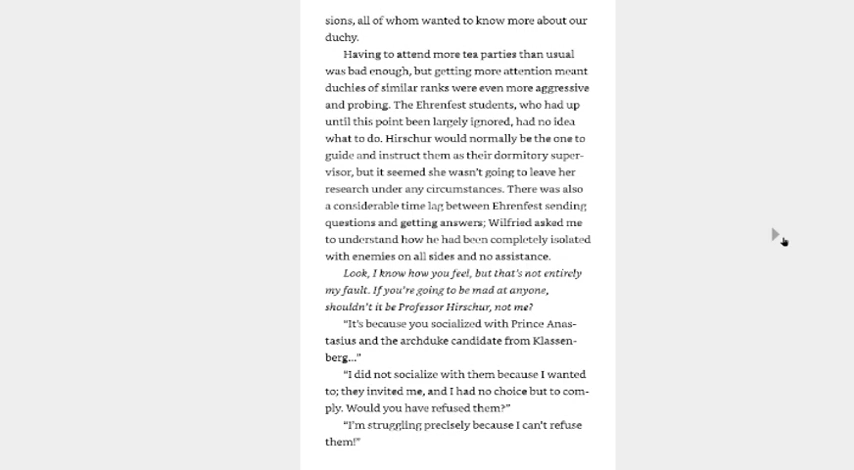 sions, all of whom wanted to know more about our
duchy.
Having to attend more tea parties than usual
was bad enough, but getting more attention meant
duchies of similar ranks were even more aggressive
and probing. The Ehrenfest students, who had up
until this point been largely ignored, had no idea
what to do. Hirschur would normally be the one to
guide and instruct them as their dormitory super-
visor, but it seemed she wasn't going to leave her
research under any circumstances. There was also
a considerable time lag between Ehrenfest sending
questions and getting answers; Wilfried asked me
to understand how he had been completely isolated
with enemies on all sides and no assistance.
Look, I know how you feel, but that's not entirely
my fault. If you're going to be mad at anyone,
shouldn't it be Professor Hirschur, not me?
“It's because you socialized with Prince Anas-
tasius and the archduke candidate from Klassen-
berg...”
“I did not socialize with them because I wanted
to; they invited me, and I had no choice but to com-
ply. Would you have refused them?”
“I'm struggling precisely because I can't refuse
them!”